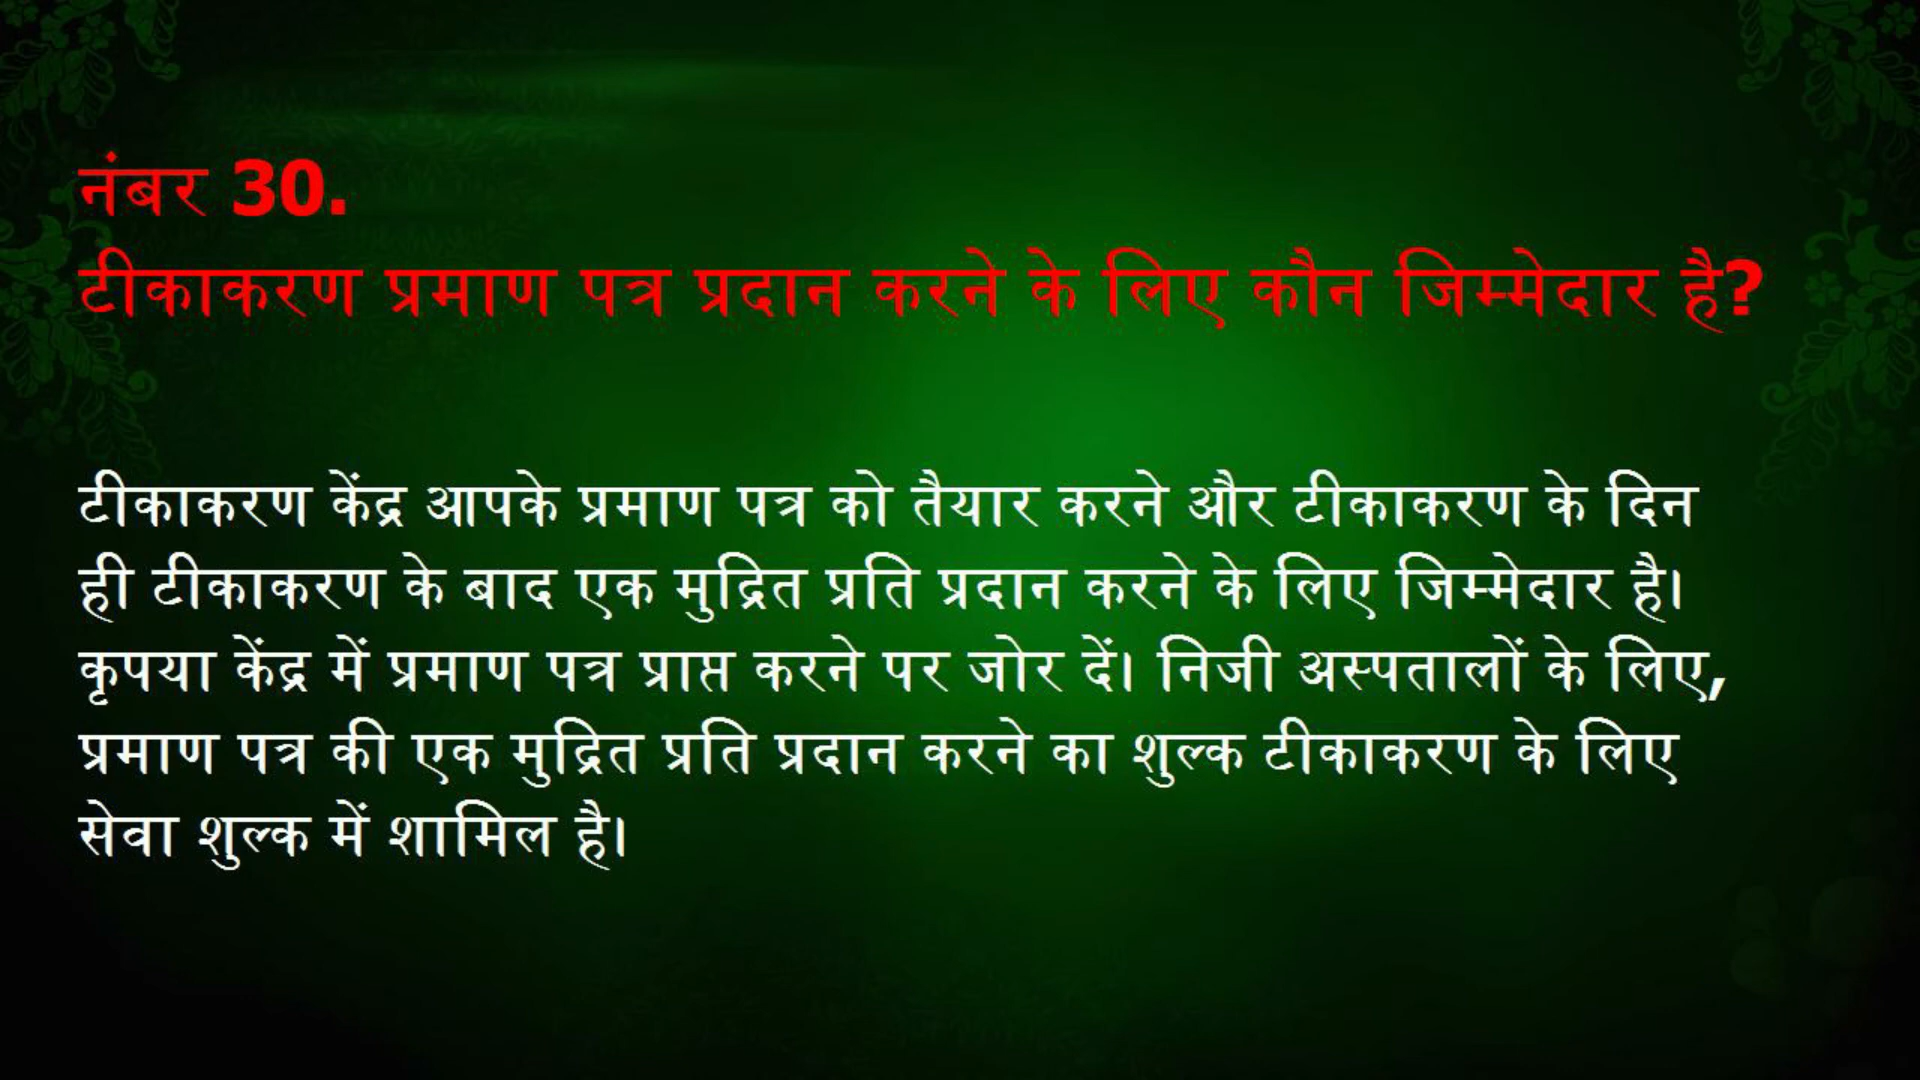 नंबर 30.
टीकाकरण प्रमाण पत्र प्रदान करने के लिए कौन जिम्मेदार है?
टीकाकरण केंद्र आपके प्रमाण पत्र को तैयार करने और टीकाकरण के दिन
ही टीकाकरण के बाद एक मुद्रित प्रति प्रदान करने के लिए जिम्मेदार है।
कृपया केंद्र में प्रमाण पत्र प्राप्त करने पर जोर दें। निजी अस्पतालों के लिए,
प्रमाण पत्र की एक मुद्रित प्रति प्रदान करने का शुल्क टीकाकरण के लिए
सेवा शुल्क में शामिल है।